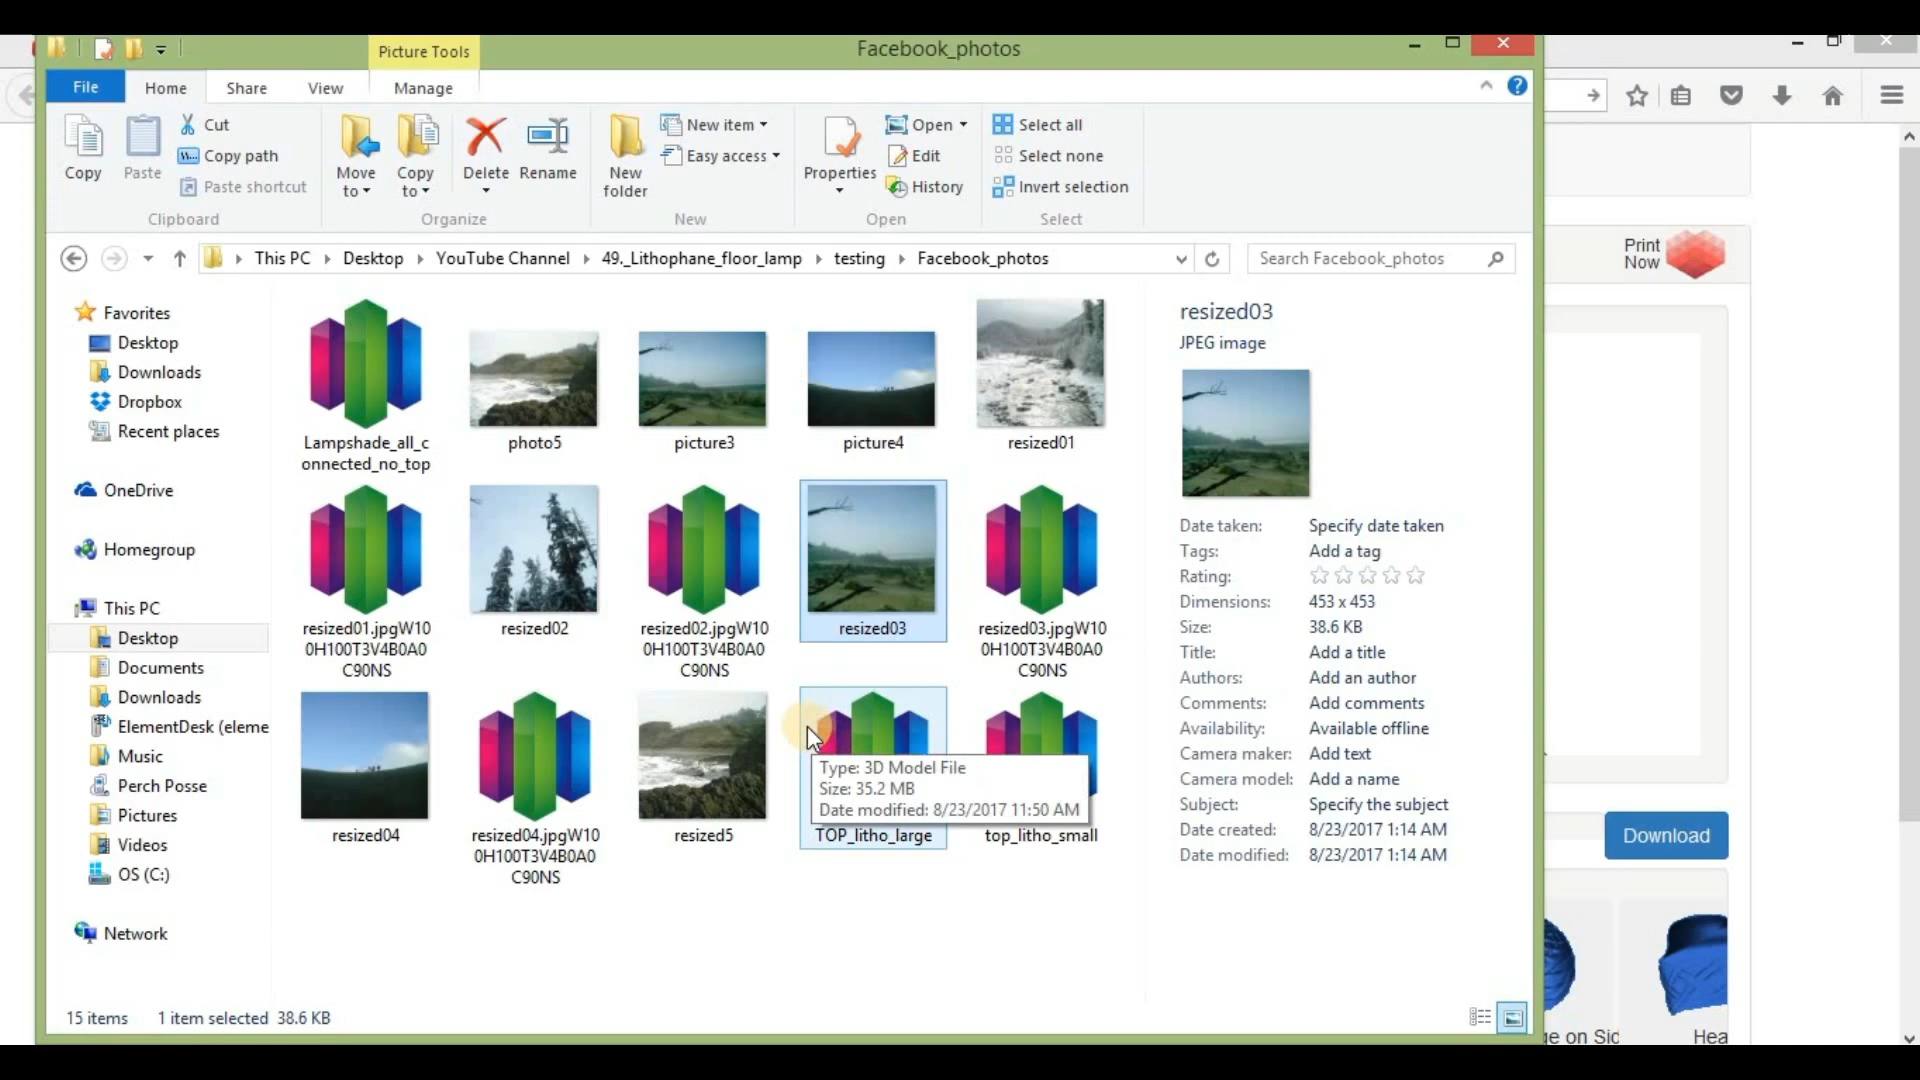 Picture Tools
Facebook_photos
File
Home
Share
View
Manage
Copy
Paste
Cut
Copy path
Paste shortcut
Clipboard
Move
to
Copy
to
Delete
Rename
Organize
New
folder
New item
Easy access
New
Properties
Open
Edit
History
Open
Select all
Select none
Invert selection
Select
This PC
Desktop
YouTube Channel
49._Lithophane_floor_lamp
testing
Facebook_photos
Search Facebook_photos
Favorites
Desktop
Downloads
Dropbox
Recent places
OneDrive
Homegroup
This PC
Desktop
Documents
Downloads
ElementDesk (eleme
Music
Perch Posse
Pictures
Videos
OS (C:)
Network
Lampshade_all_c
onnected_no_top
photo5
picture3
picture4
resized01
resized01.jpgW10
0H100T3V4B0A0
C90NS
resized02
resized02.jpgW10
0H100T3V4B0A0
C90NS
resized03
resized03.jpgW10
0H100T3V4B0A0
C90NS
resized04
resized04.jpgW10
0H100T3V4B0A0
C90NS
resized5
TOP_litho_large
top_litho_small
Type: 3D Model File
Size: 35.2 MB
Date modified: 8/23/2017 11:50 AM
resized03
JPEG image
Date taken: Specify date taken
Tags: Add a tag
Rating:
Dimensions: 453 x 453
Size: 38.6 KB
Title: Add a title
Authors: Add an author
Comments: Add comments
Availability: Available offline
Camera maker: Add text
Camera model: Add a name
Subject: Specify the subject
Date created: 8/23/2017 1:14 AM
Date modified: 8/23/2017 1:14 AM
15 items
1 item selected 38.6 KB
Print
Now
Download
on Sid
Hea